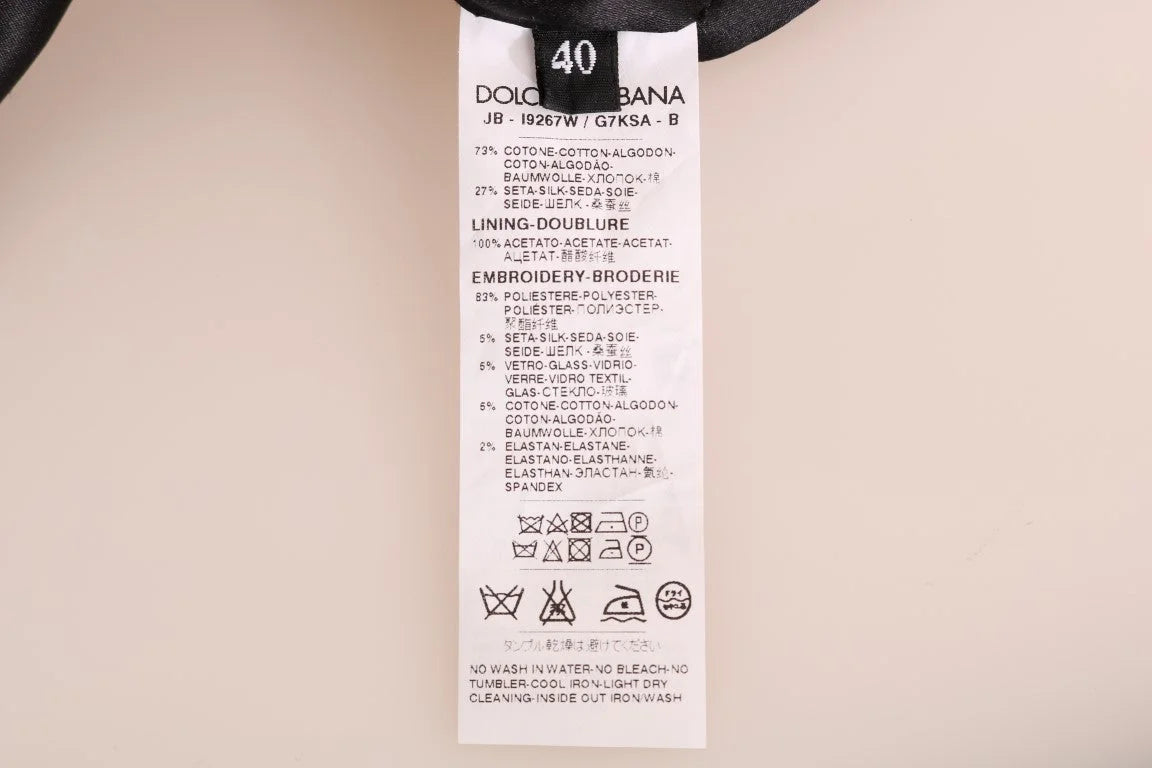 40
DOLC BANA
JB - I9267W / G7KSA - B
73% COTONE-COTTON-ALGODON-
COTON-ALGODÃO-
BAUMWOLLE-ХЛОПОК-棉
27% SETA-SILK-SEDA-SOIE-
SEIDE-ШЕЛК -桑蚕丝
LINING-DOUBLURE
100% ACETATO-ACETATE-ACETAT-
АЦЕТАТ-醋酸纤维
EMBROIDERY-BRODERIE
83% POLIESTERE-POLYESTER-
POLIÉSTER-ПОЛИЭСТЕР-
聚酯纤维
5% SETA-SILK-SEDA-SOIE-
SEIDE-ШЕЛК -桑蚕丝
5% VETRO-GLASS-VIDRIO-
VERRE-VIDRO TEXTIL-
GLAS-СТЕКЛО-玻璃
5% COTONE-COTTON-ALGODON-
COTON-ALGODÃO-
BAUMWOLLE-ХЛОПОК-棉
2% ELASTAN-ELASTANE-
ELASTANO-ELASTHANNE-
ELASTHAN-ЭЛАСТАН-氨纶-
SPANDEX
P
P
ドライ
タンブル乾燥は避けてください
NO WASH IN WATER-NO BLEACH-NO
TUMBLER-COOL IRON-LIGHT DRY
CLEANING-INSIDE OUT IRON/WASH